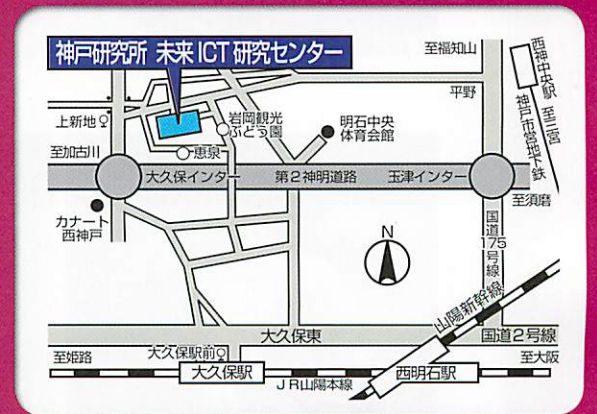 神戸研究所 未来 ICT 研究センター
至福知山
西神中央駅
至三宮
神戸市営地下鉄
平野
上新地
岩岡観光
ぶどう園
明石中央
体育会館
至加古川
恵泉
大久保インター
第2神明道路
玉津インター
至須磨
カナート
西神戸
N
国道
175
号線
山陽新幹線
大久保東
国道2号線
至姫路
大久保駅前
至大阪
大久保駅
JR山陽本線
西明石駅